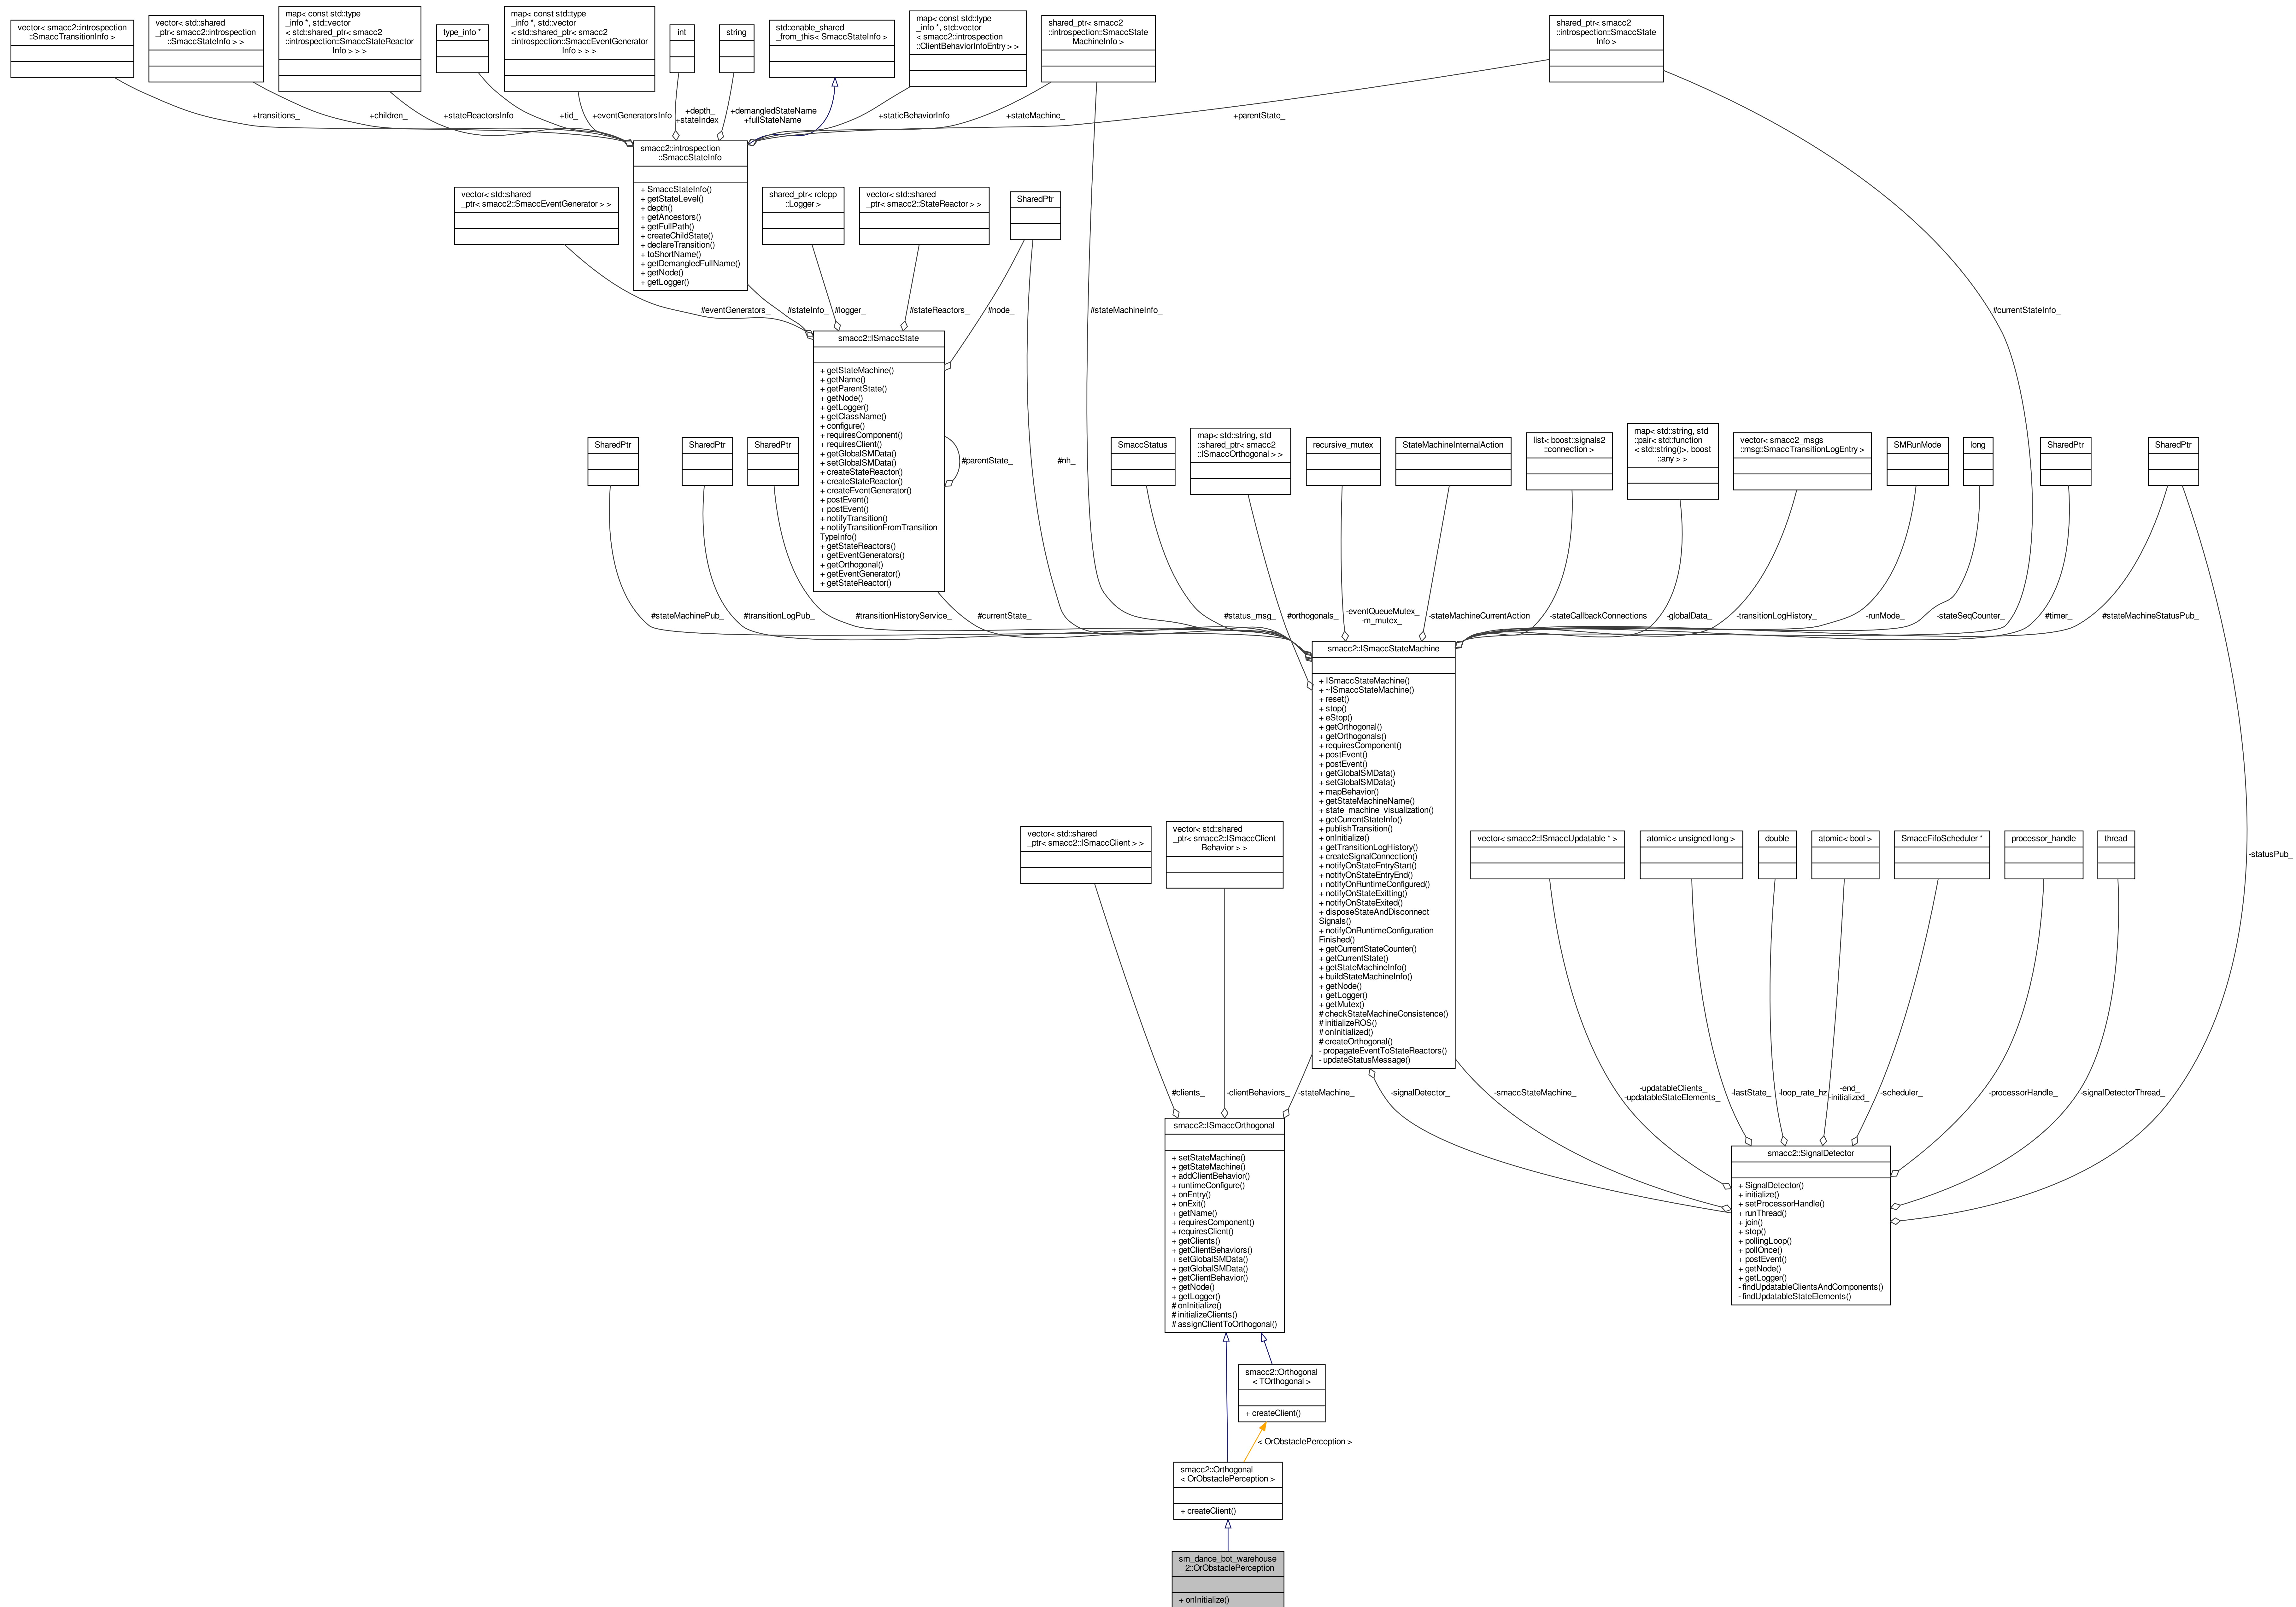 vector< smacc2::introspection
::SmaccTransitionInfo >
vector< std::shared
_ptr< smacc2::introspection
::SmaccStateInfo > >
map< const std::type
_info *, std::vector
< std::shared_ptr< smacc2
::introspection::SmaccStateReactor
Info > > >
type_info *
map< const std::type
_info *, std::vector
< std::shared_ptr< smacc2
::introspection::SmaccEventGenerator
Info > > >
int
string
std::enable_shared
_from_this< SmaccStateInfo >
map< const std::type
_info *, std::vector
< smacc2::introspection
::ClientBehaviorInfoEntry > >
shared_ptr< smacc2
::introspection::SmaccState
MachineInfo >
shared_ptr< smacc2
::introspection::SmaccState
Info >
+transitions_
+children_
+stateReactorsInfo
+tid_
+eventGeneratorsInfo
+depth_
+stateIndex_
+demangledStateName
+fullStateName
+staticBehaviorInfo
+stateMachine_
+parentState_
smacc2::introspection
::SmaccStateInfo
+ SmaccStateInfo()
+ getStateLevel()
+ depth()
+ getAncestors()
+ getFullPath()
+ createChildState()
+ declareTransition()
+ toShortName()
+ getDemangledFullName()
+ getNode()
+ getLogger()
vector< std::shared
_ptr< smacc2::SmaccEventGenerator > >
shared_ptr< rclcpp
::Logger >
vector< std::shared
_ptr< smacc2::StateReactor > >
SharedPtr
#eventGenerators_
#stateInfo_
#logger_
#stateReactors_
#node_
#stateMachineInfo_
#currentStateInfo_
smacc2::ISmaccState
+ getStateMachine()
+ getName()
+ getParentState()
+ getNode()
+ getLogger()
+ getClassName()
+ configure()
+ requiresComponent()
+ requiresClient()
+ getGlobalSMData()
+ setGlobalSMData()
+ createStateReactor()
+ createStateReactor()
+ createEventGenerator()
+ postEvent()
+ postEvent()
+ notifyTransition()
+ notifyTransitionFromTransition
TypeInfo()
+ getStateReactors()
+ getEventGenerators()
+ getOrthogonal()
+ getEventGenerator()
+ getStateReactor()
#parentState_
#nh_
SharedPtr
SharedPtr
SharedPtr
SmaccStatus
map< std::string, std
::shared_ptr< smacc2
::ISmaccOrthogonal > >
recursive_mutex
StateMachineInternalAction
list< boost::signals2
::connection >
map< std::string, std
::pair< std::function
< std::string()>, boost
::any > >
vector< smacc2_msgs
::msg::SmaccTransitionLogEntry >
SMRunMode
long
SharedPtr
SharedPtr
#stateMachinePub_
#transitionLogPub_
#transitionHistoryService_
#currentState_
#status_msg_
#orthogonals_
-eventQueueMutex_
-m_mutex_
-stateMachineCurrentAction
-stateCallbackConnections
-globalData_
-transitionLogHistory_
-runMode_
-stateSeqCounter_
#timer_
#stateMachineStatusPub_
smacc2::ISmaccStateMachine
+ ISmaccStateMachine()
+ ~ISmaccStateMachine()
+ reset()
+ stop()
+ eStop()
+ getOrthogonal()
+ getOrthogonals()
+ requiresComponent()
+ postEvent()
+ postEvent()
+ getGlobalSMData()
+ setGlobalSMData()
+ mapBehavior()
+ getStateMachineName()
+ state_machine_visualization()
+ getCurrentStateInfo()
+ publishTransition()
+ onInitialize()
+ getTransitionLogHistory()
+ createSignalConnection()
+ notifyOnStateEntryStart()
+ notifyOnStateEntryEnd()
+ notifyOnRuntimeConfigured()
+ notifyOnStateExitting()
+ notifyOnStateExited()
+ disposeStateAndDisconnect
Signals()
+ notifyOnRuntimeConfiguration
Finished()
+ getCurrentStateCounter()
+ getCurrentState()
+ getStateMachineInfo()
+ buildStateMachineInfo()
+ getNode()
+ getLogger()
+ getMutex()
# checkStateMachineConsistence()
# initializeROS()
# onInitialized()
# createOrthogonal()
- propagateEventToStateReactors()
- updateStatusMessage()
vector< std::shared
_ptr< smacc2::ISmaccClient > >
vector< std::shared
_ptr< smacc2::ISmaccClient
Behavior > >
vector< smacc2::ISmaccUpdatable * >
atomic< unsigned long >
double
atomic< bool >
SmaccFifoScheduler *
processor_handle
thread
-statusPub_
#clients_
-clientBehaviors_
-stateMachine_
-signalDetector_
-smaccStateMachine_
-updatableClients_
-updatableStateElements_
-lastState_
-loop_rate_hz
-end_
-initialized_
-scheduler_
-processorHandle_
-signalDetectorThread_
smacc2::ISmaccOrthogonal
+ setStateMachine()
+ getStateMachine()
+ addClientBehavior()
+ runtimeConfigure()
+ onEntry()
+ onExit()
+ getName()
+ requiresComponent()
+ requiresClient()
+ getClients()
+ getClientBehaviors()
+ setGlobalSMData()
+ getGlobalSMData()
+ getClientBehavior()
+ getNode()
+ getLogger()
# onInitialize()
# initializeClients()
# assignClientToOrthogonal()
smacc2::SignalDetector
+ SignalDetector()
+ initialize()
+ setProcessorHandle()
+ runThread()
+ join()
+ stop()
+ pollingLoop()
+ pollOnce()
+ postEvent()
+ getNode()
+ getLogger()
- findUpdatableClientsAndComponents()
- findUpdatableStateElements()
smacc2::Orthogonal
< TOrthogonal >
+ createClient()
< OrObstaclePerception >
smacc2::Orthogonal
< OrObstaclePerception >
+ createClient()
sm_dance_bot_warehouse
_2::OrObstaclePerception
+ onInitialize()